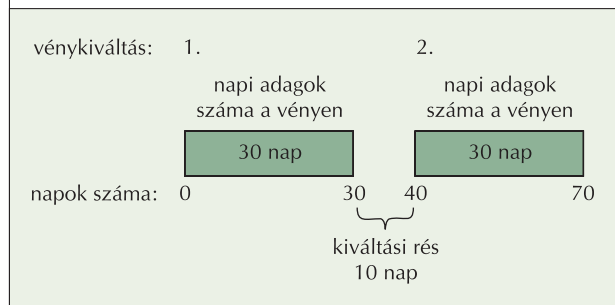 vénykiváltás: 1. 2.
napi adagok
száma a vényen
napi adagok
száma a vényen
30 nap 30 nap
napok száma: 0 30 40 70
kiváltási rés
10 nap